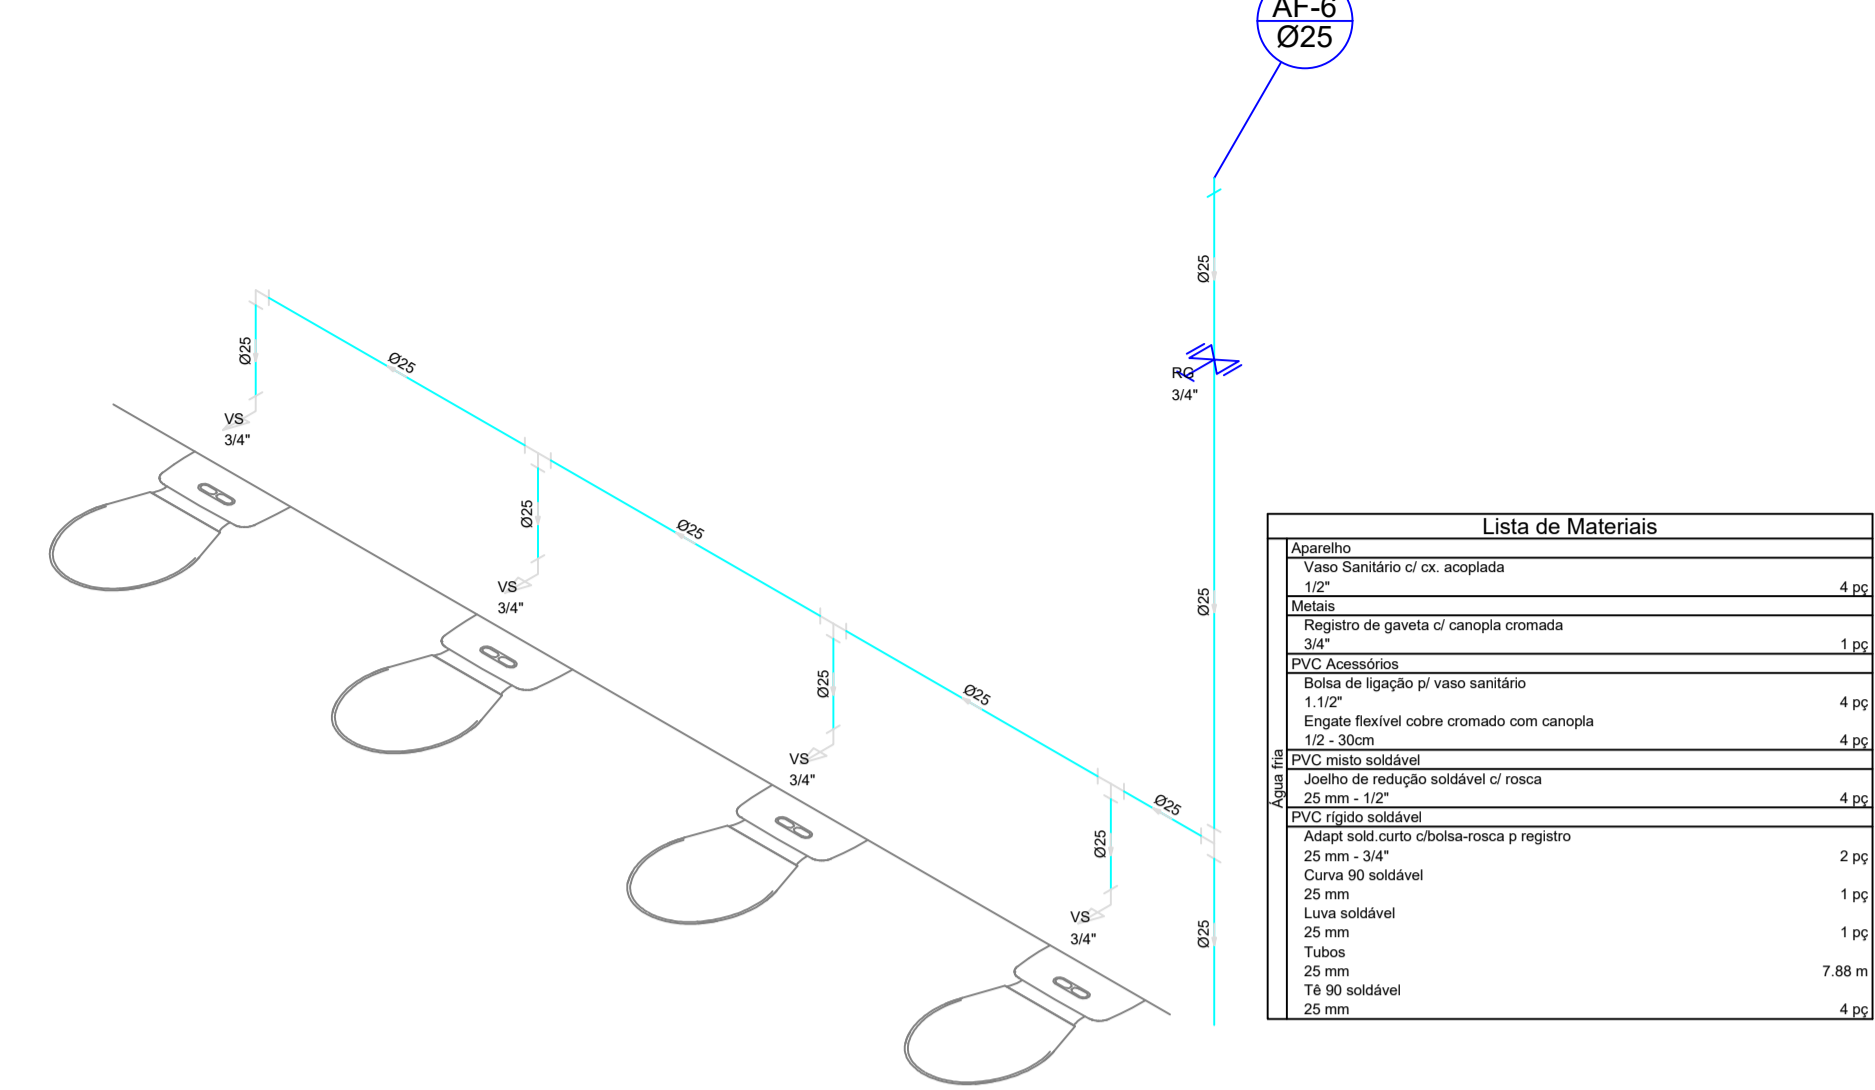 AF-6
Ø25
Ø25
RG
3/4"
Ø25
Ø25
Ø25
VS
3/4"
Ø25
Ø25
VS
3/4"
Ø25
Ø25
VS
3/4"
Ø25
Ø25
VS
3/4"
Ø25
Ø25
Lista de Materiais
Água fria
Aparelho
Vaso Sanitário c/ cx. acoplada
1/2" 4 pç
Metais
Registro de gaveta c/ canopla cromada
3/4" 1 pç
PVC Acessórios
Bolsa de ligação p/ vaso sanitário
1.1/2" 4 pç
Engate flexível cobre cromado com canopla
1/2 - 30cm 4 pç
PVC misto soldável
Joelho de redução soldável c/ rosca
25 mm - 1/2" 4 pç
PVC rígido soldável
Adapt sold.curto c/bolsa-rosca p registro
25 mm - 3/4" 2 pç
Curva 90 soldável
25 mm 1 pç
Luva soldável
25 mm 1 pç
Tubos
25 mm 7.88 m
Tê 90 soldável
25 mm 4 pç